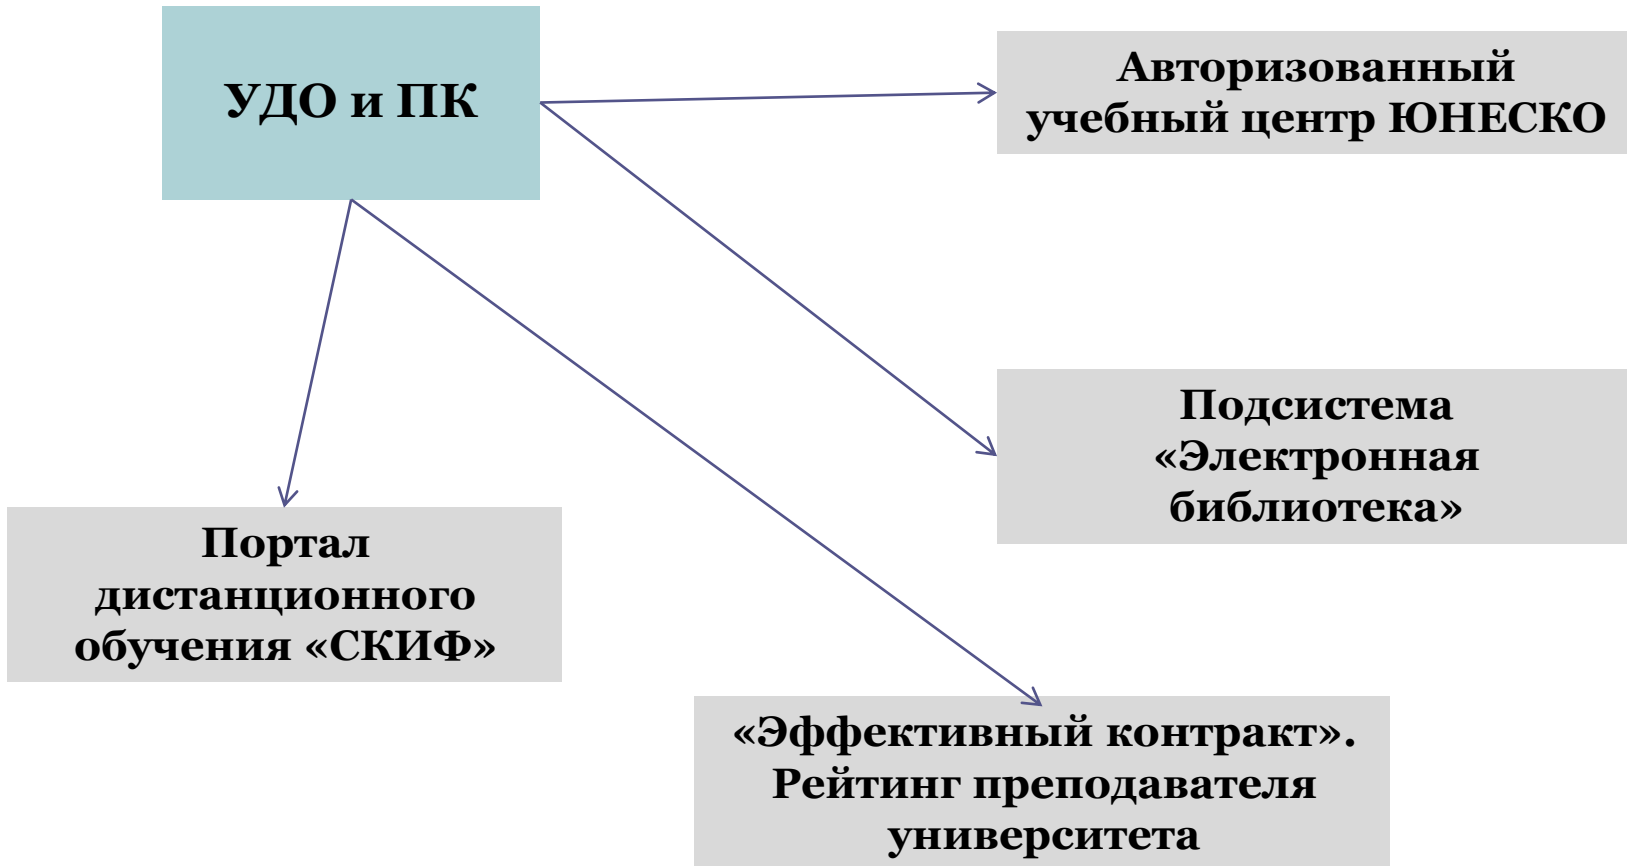 УДО и ПК
Авторизованный
учебный центр ЮНЕСКО
Подсистема
«Электронная
библиотека»
Портал
дистанционного
обучения «СКИФ»
«Эффективный контракт».
Рейтинг преподавателя
университета